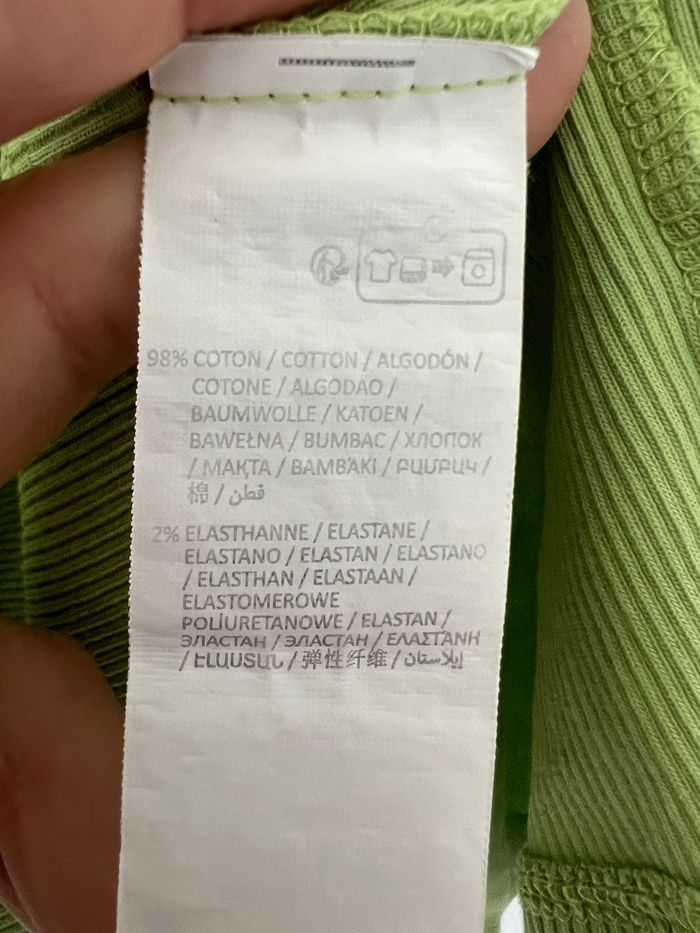 98% COTON / COTTON / ALGODÓN /
COTONE / ALGODAO /
BAUMWOLLE / KATOEN /
BAWEŁNA / BUMBAC / ХЛОПОК
/ МАҚТА / ΒΑΜΒΑΚΙ / ԲԱՄԲԱԿ /
棉 / قطن
2% ELASTHANNE / ELASTANE /
ELASTANO / ELASTAN / ELASTANO
/ ELASTHAN / ELASTAAN /
ELASTOMEROWE
POLIURETANOWE / ELASTAN /
ЭЛАСТАН / ЭЛАСТАН / ΕΛΑΣΤΑΝΗ
/ ԷԼԱՍՏԱՆ / 弹性纤维 / إيلاستان